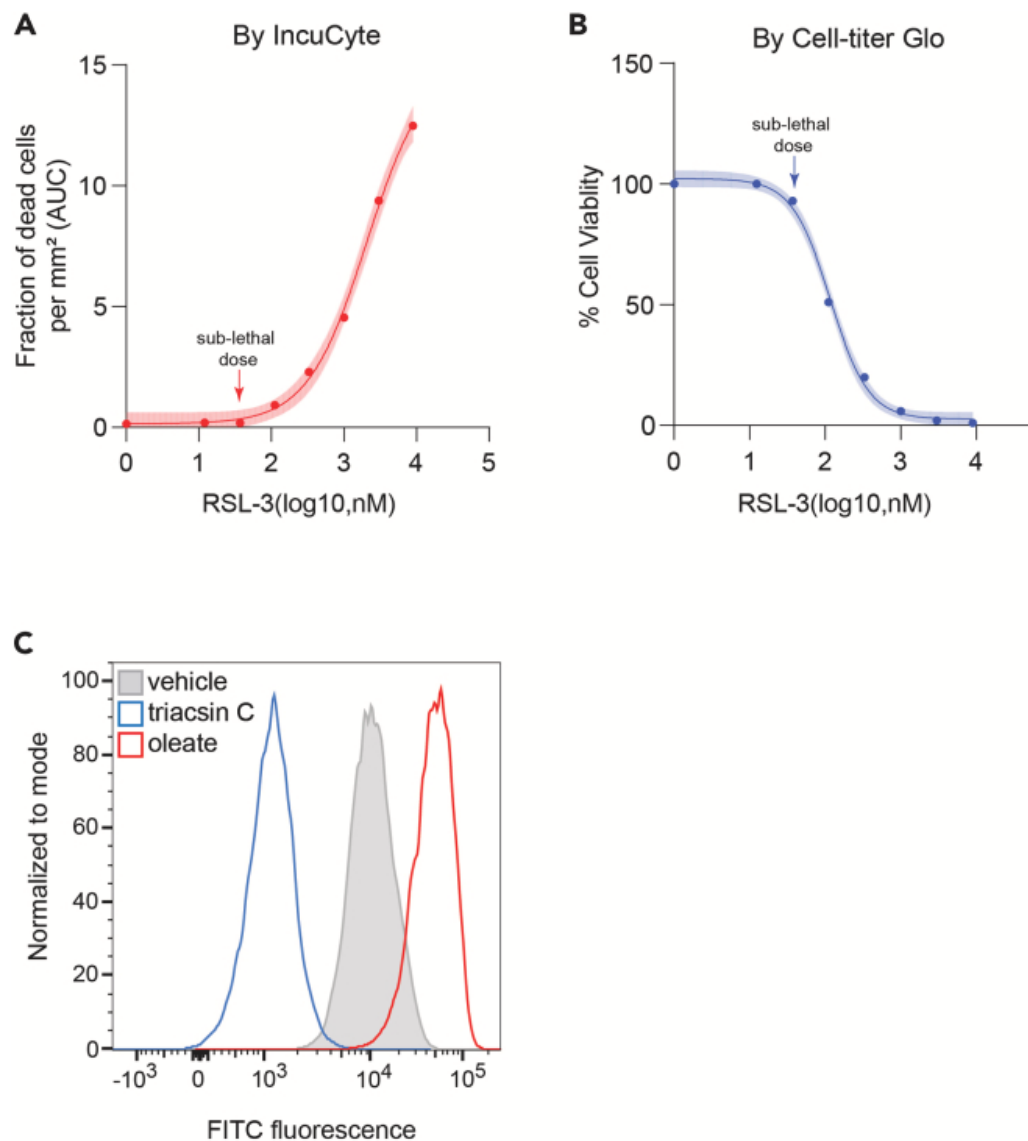 A
By IncuCyte
15
10
5
0
Fraction of dead cells
per mm² (AUC)
sub-lethal
dose
0 1 2 3 4 5
RSL-3(log10,nM)
B
By Cell-titer Glo
150
100
50
0
% Cell Viablity
sub-lethal
dose
0 1 2 3 4
RSL-3(log10,nM)
C
vehicle
triacsin C
oleate
100
80
60
40
20
0
Normalized to mode
-10³ 0 10³ 10⁴ 10⁵
FITC fluorescence